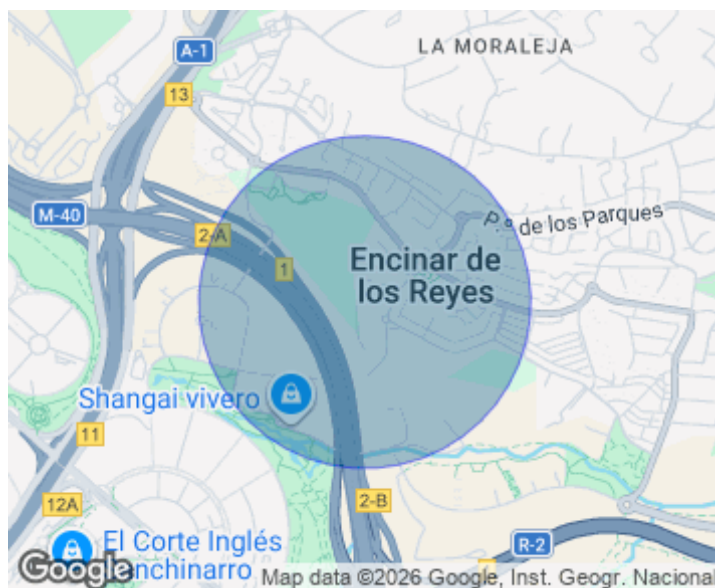 A-1
LA MORALEJA
13
M-40
2-A
1
P.º de los Parques
Encinar de
los Reyes
Shangai vivero
11
2-B
12A
El Corte Inglés
nchinarro
R-2
Google
Map data ©2026 Google, Inst. Geogr. Nacional